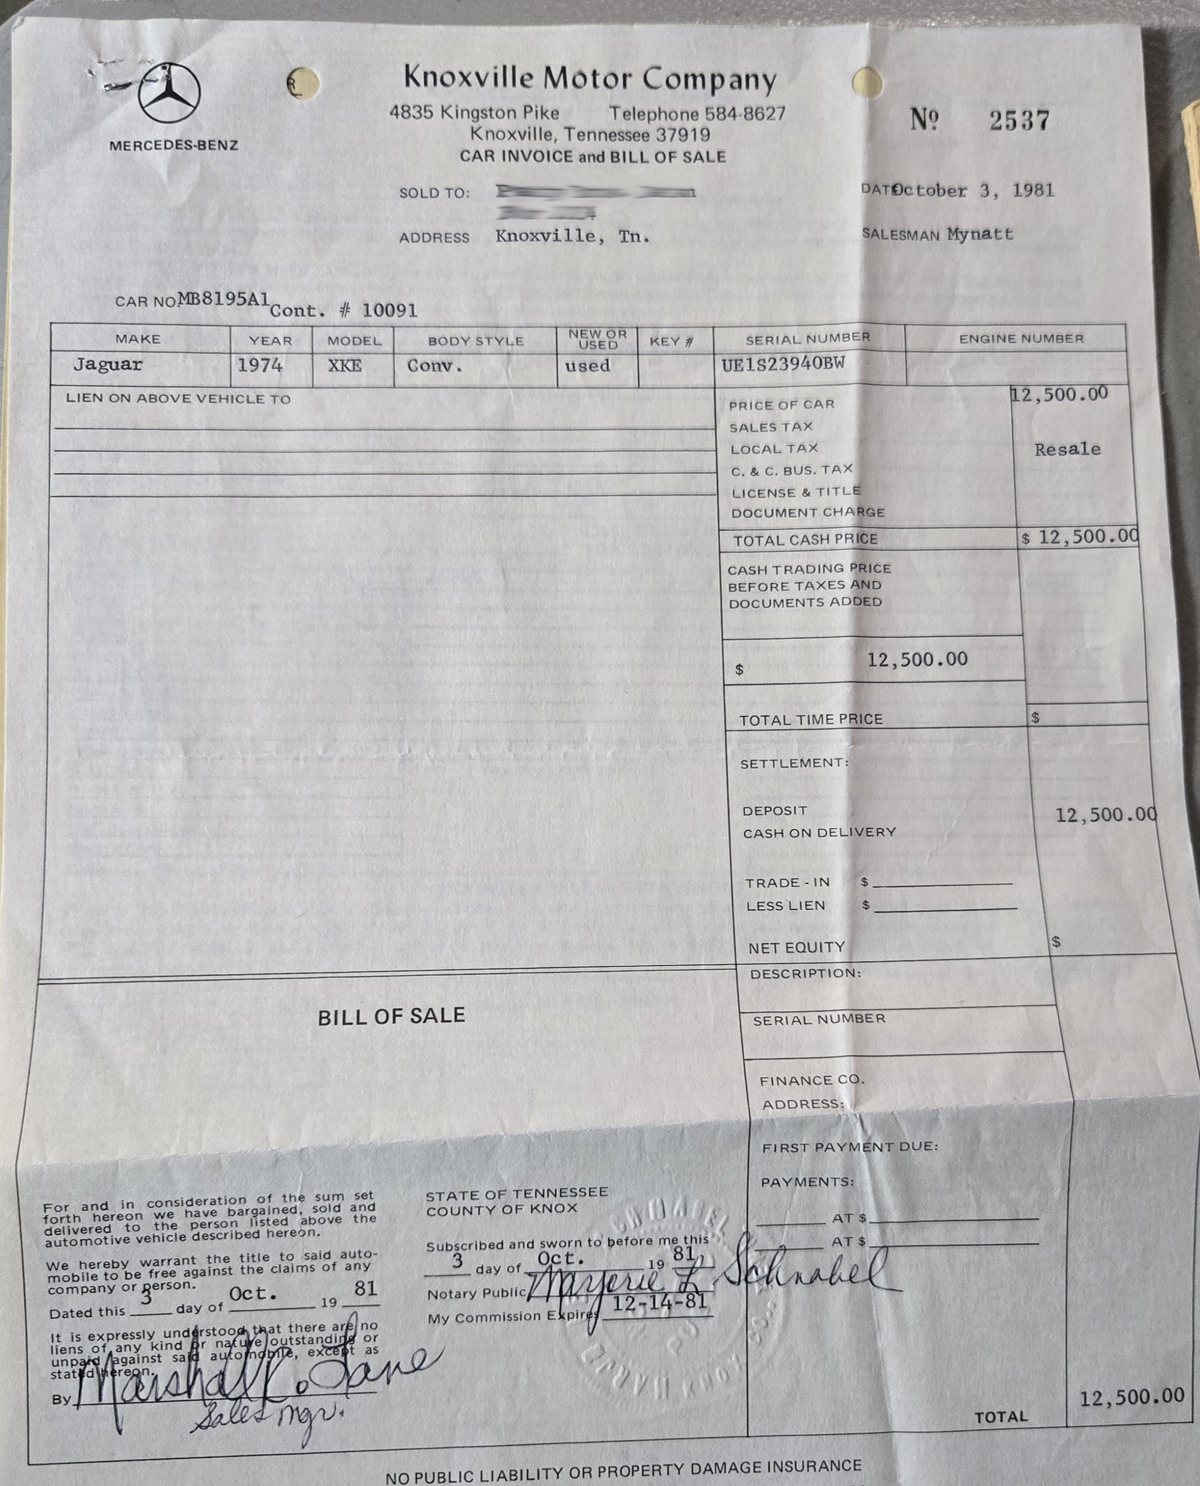 Knoxville Motor Company
4835 Kingston Pike Telephone 584-8627
Knoxville, Tennessee 37919
CAR INVOICE and BILL OF SALE
MERCEDES-BENZ
Nº 2537
SOLD TO:
DATE October 3, 1981
ADDRESS Knoxville, Tn.
SALESMAN Mynatt
CAR NO. MB8195A1 Cont. # 10091
MAKE YEAR MODEL BODY STYLE NEW OR USED KEY # SERIAL NUMBER ENGINE NUMBER
Jaguar 1974 XKE Conv. used UE1S23940BW
LIEN ON ABOVE VEHICLE TO
PRICE OF CAR 12,500.00
SALES TAX
LOCAL TAX Resale
C. & C. BUS. TAX
LICENSE & TITLE
DOCUMENT CHARGE
TOTAL CASH PRICE $ 12,500.00
CASH TRADING PRICE
BEFORE TAXES AND
DOCUMENTS ADDED
$ 12,500.00
TOTAL TIME PRICE $
SETTLEMENT:
DEPOSIT 12,500.00
CASH ON DELIVERY
TRADE-IN $
LESS LIEN $
NET EQUITY $
DESCRIPTION:
SERIAL NUMBER
FINANCE CO.
ADDRESS:
FIRST PAYMENT DUE:
PAYMENTS:
AT $
AT $
TOTAL 12,500.00
BILL OF SALE
For and in consideration of the sum set
forth hereon we have bargained, sold and
delivered to the person listed above the
automotive vehicle described hereon.
We hereby warrant the title to said auto-
mobile to be free against the claims of any
company or person.
Dated this 3 day of Oct. 19 81
It is expressly understood that there are no
liens of any kind or nature outstanding or
unpaid against said automobile, except as
stated hereon.
By Marshall R. Lane
Sales mgr.
STATE OF TENNESSEE
COUNTY OF KNOX
Subscribed and sworn to before me this
3 day of Oct. 19 81
Notary Public Marjorie L Schnabel
My Commission Expires 12-14-81
NO PUBLIC LIABILITY OR PROPERTY DAMAGE INSURANCE